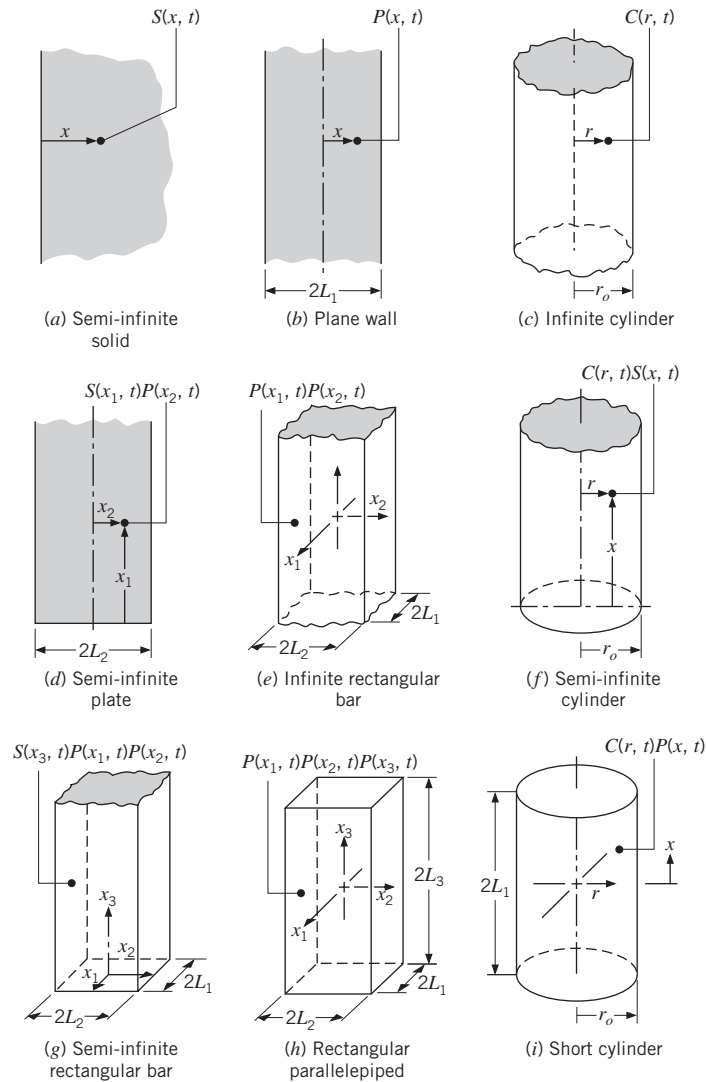 S(x, t)
x
(a) Semi-infinite
solid
P(x, t)
x
2L₁
(b) Plane wall
C(r, t)
r
rₒ
(c) Infinite cylinder
S(x₁, t)P(x₂, t)
x₂
x₁
2L₂
(d) Semi-infinite
plate
P(x₁, t)P(x₂, t)
x₂
x₁
2L₁
2L₂
(e) Infinite rectangular
bar
C(r, t)S(x, t)
r
x
rₒ
(f) Semi-infinite
cylinder
S(x₃, t)P(x₁, t)P(x₂, t)
x₃
x₂
x₁
2L₁
2L₂
(g) Semi-infinite
rectangular bar
P(x₁, t)P(x₂, t)P(x₃, t)
x₃
x₂
x₁
2L₃
2L₁
2L₂
(h) Rectangular
parallelepiped
C(r, t)P(x, t)
x
2L₁
r
rₒ
(i) Short cylinder